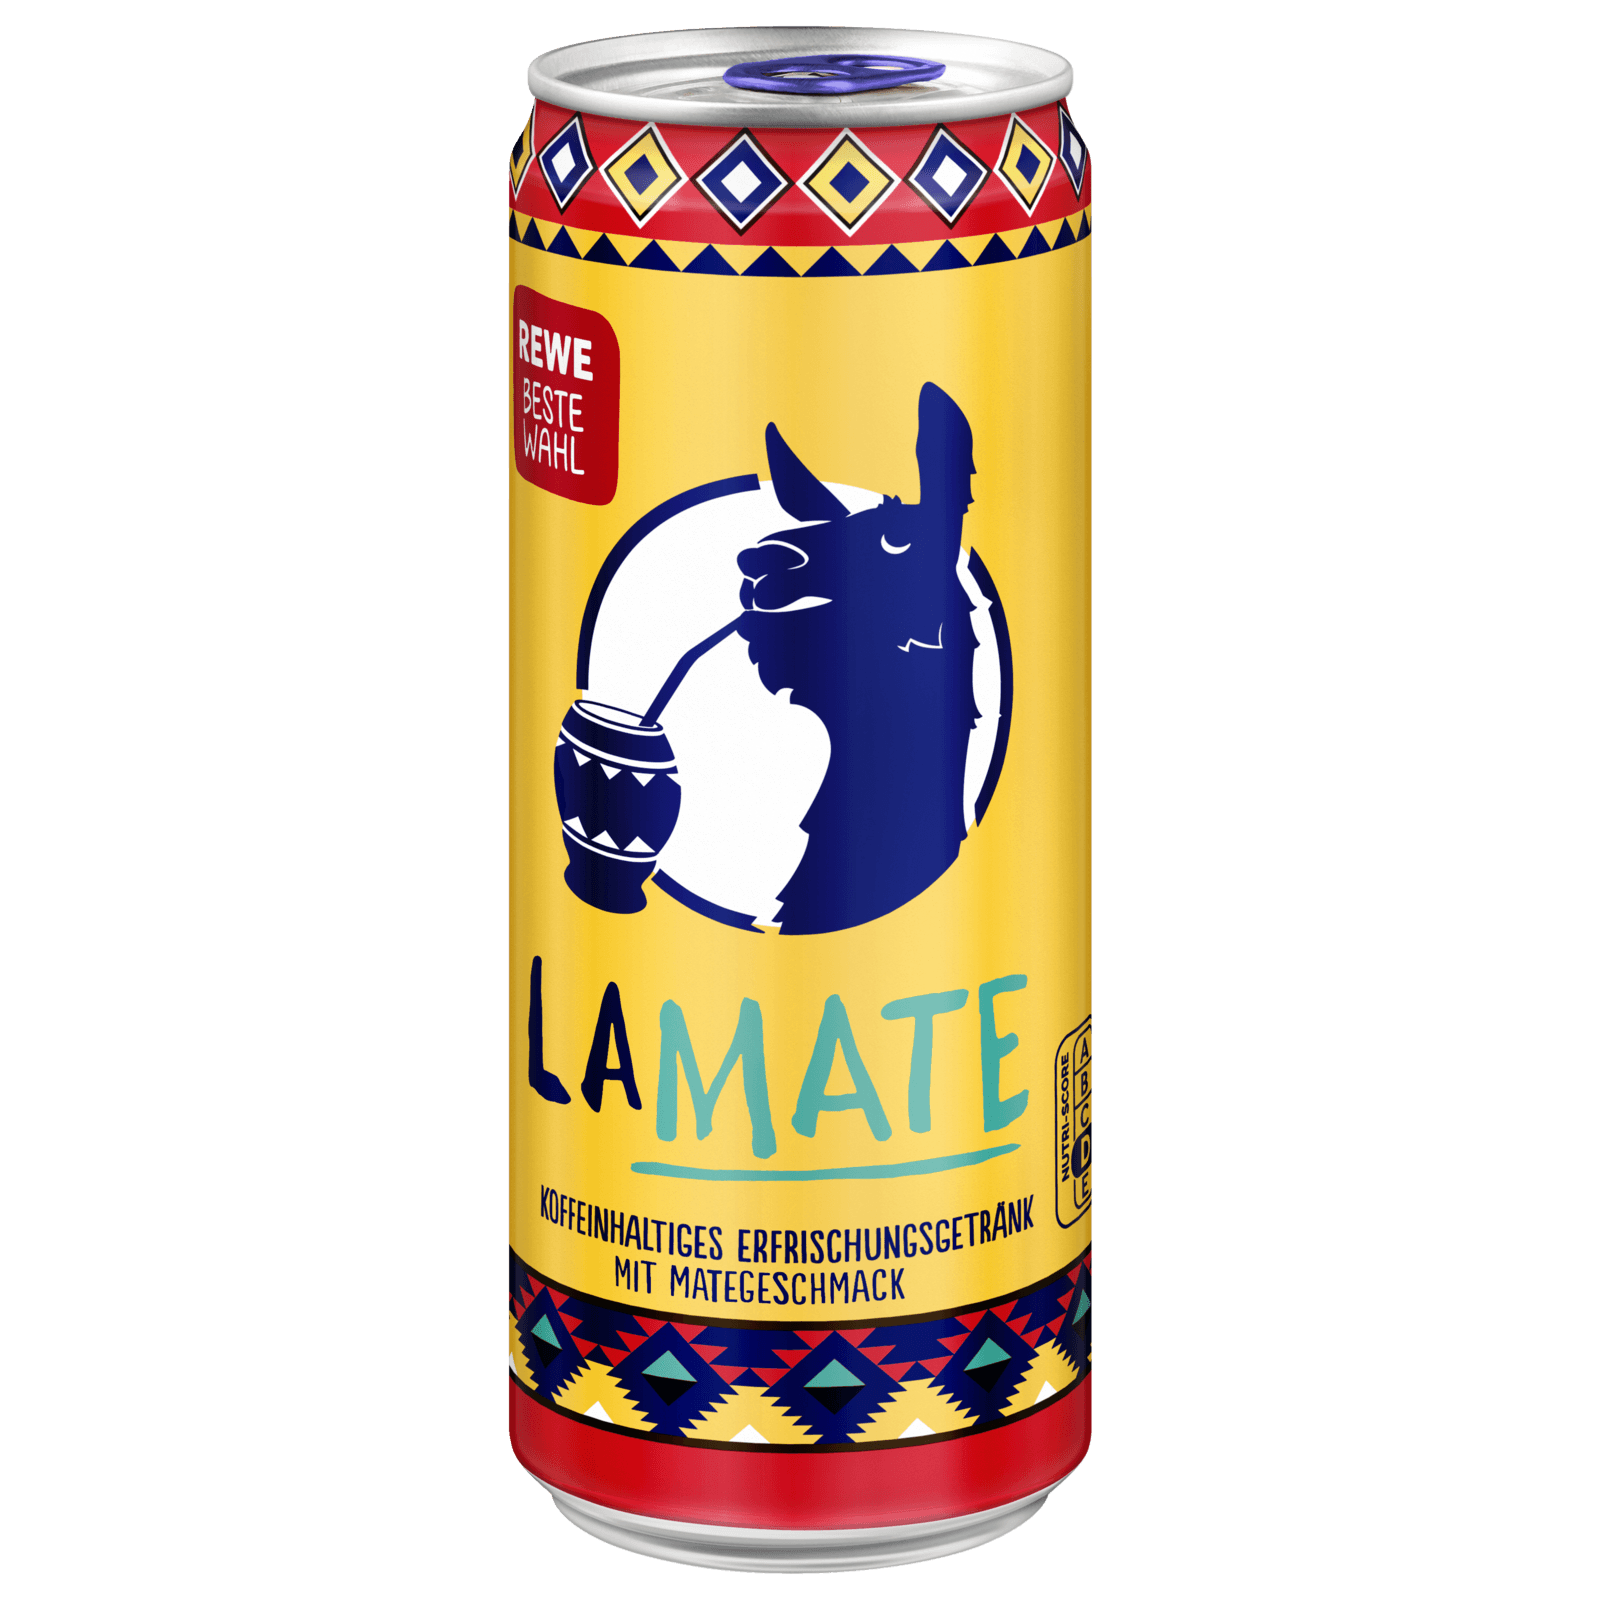 REWE
BESTE
WAHL
LAMATE
KOFFEINHALTIGES ERFRISCHUNGSGETRÄNK
MIT MATEGESCHMACK
NUTRI-SCORE
A
B
C
D
E